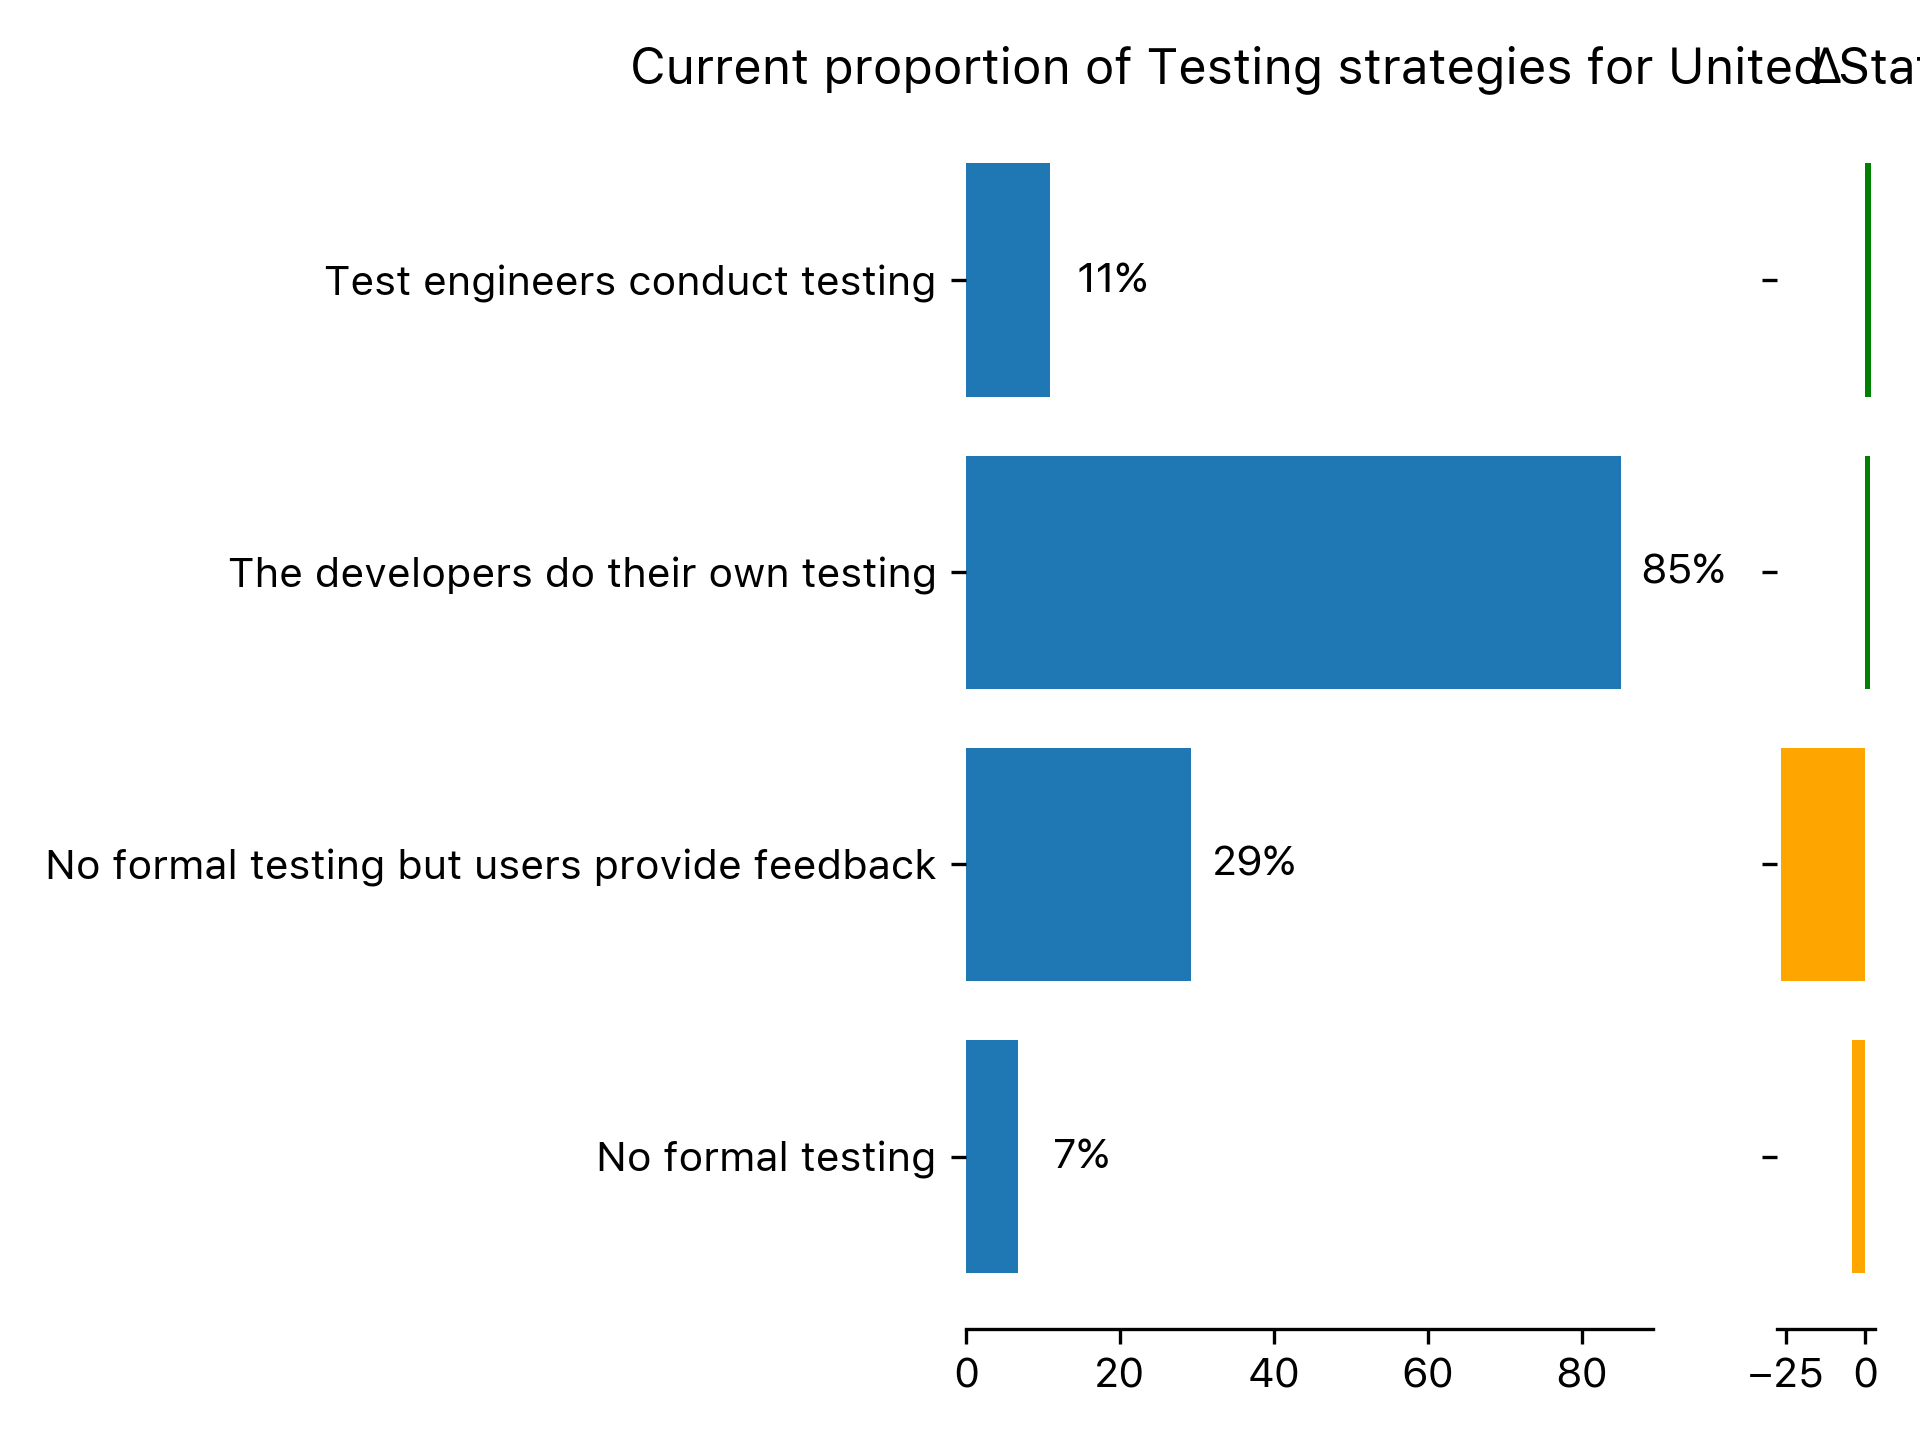 Current proportion of Testing strategies for United
Δ
Test engineers conduct testing
11%
The developers do their own testing
85%
No formal testing but users provide feedback
29%
No formal testing
7%
0 20 40 60 80 −25 0